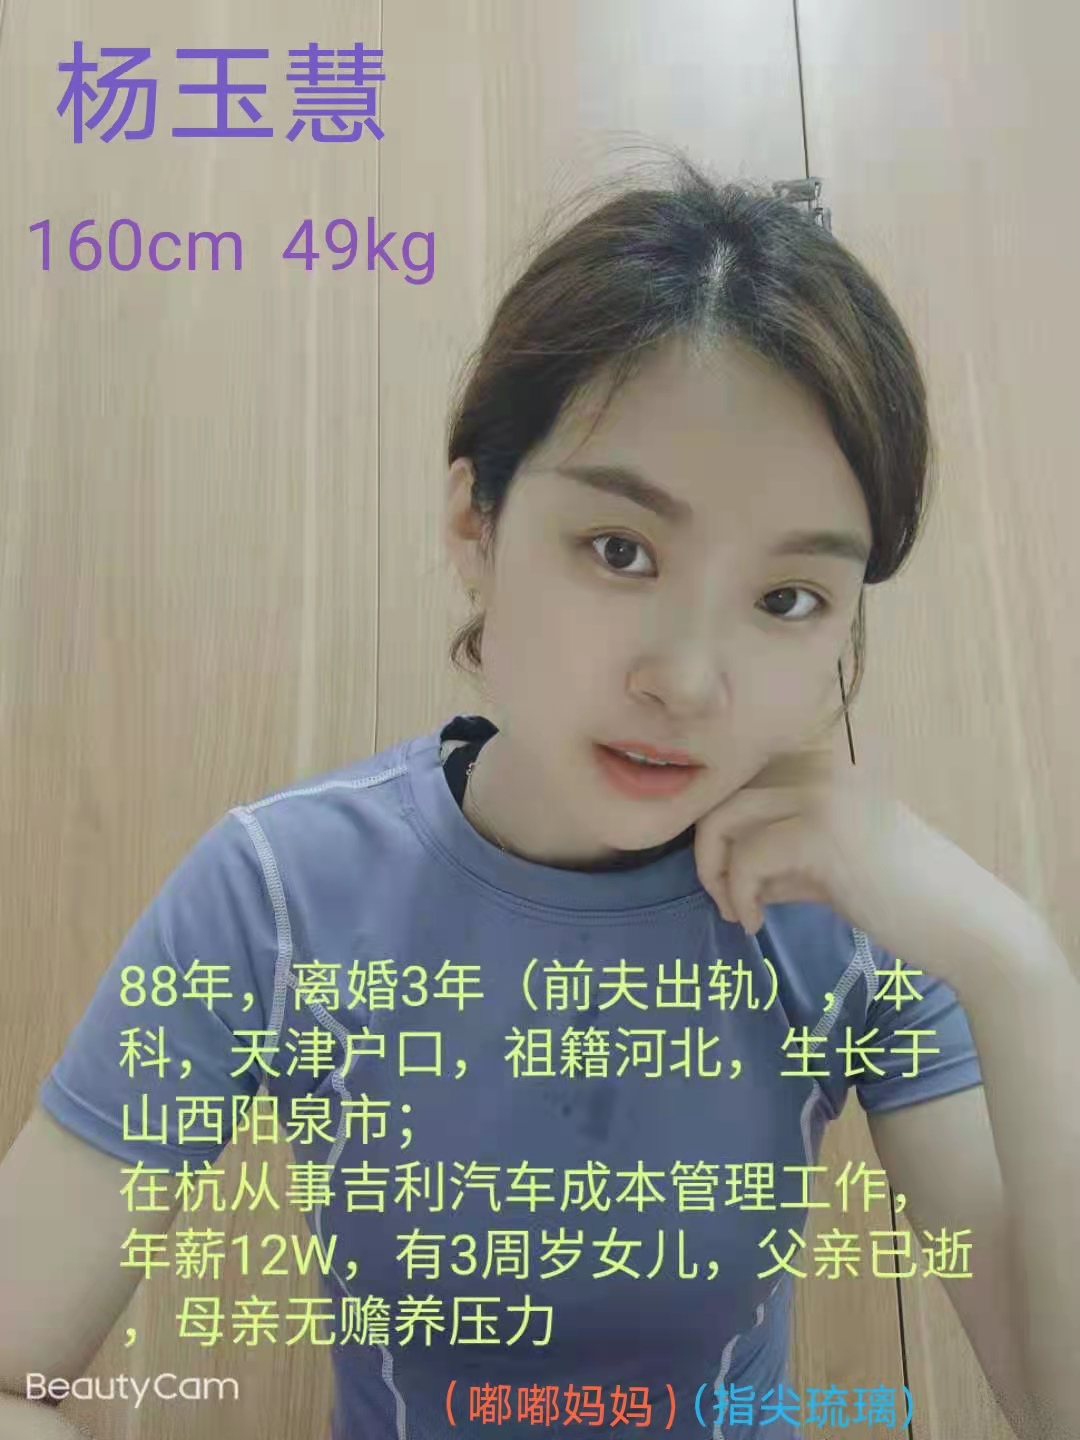 杨玉慧
160cm 49kg
88年，离婚3年（前夫出轨），本
科，天津户口，祖籍河北，生长于
山西阳泉市；
在杭从事吉利汽车成本管理工作，
年薪12W，有3周岁女儿，父亲已逝
，母亲无赡养压力
BeautyCam
(嘟嘟妈妈)(指尖琉璃)